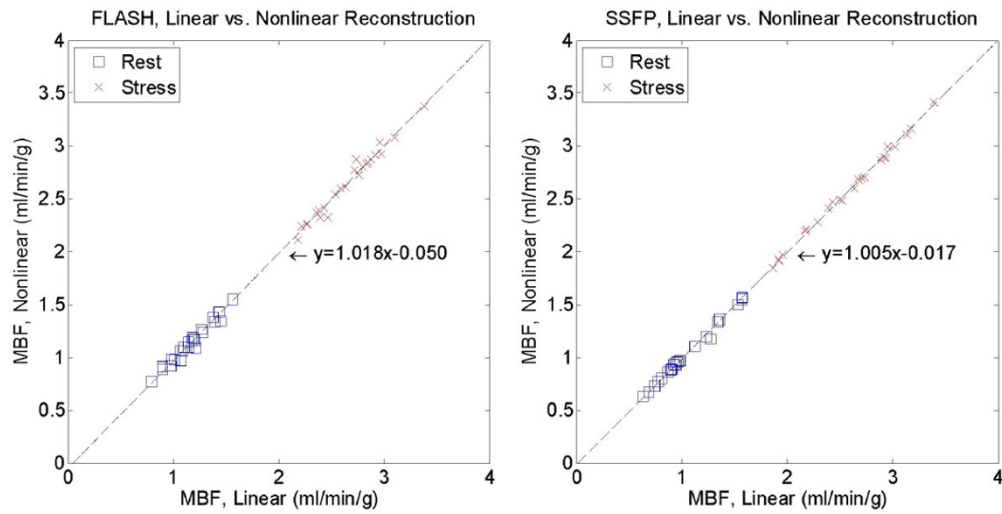 FLASH, Linear vs. Nonlinear Reconstruction
4
3.5
3
2.5
2
1.5
1
0.5
0
Rest
Stress
← y=1.018x-0.050
MBF, Nonlinear (ml/min/g)
0
1
2
3
4
MBF, Linear (ml/min/g)
SSFP, Linear vs. Nonlinear Reconstruction
4
3.5
3
2.5
2
1.5
1
0.5
0
Rest
Stress
← y=1.005x-0.017
MBF, Nonlinear (ml/min/g)
0
1
2
3
4
MBF, Linear (ml/min/g)